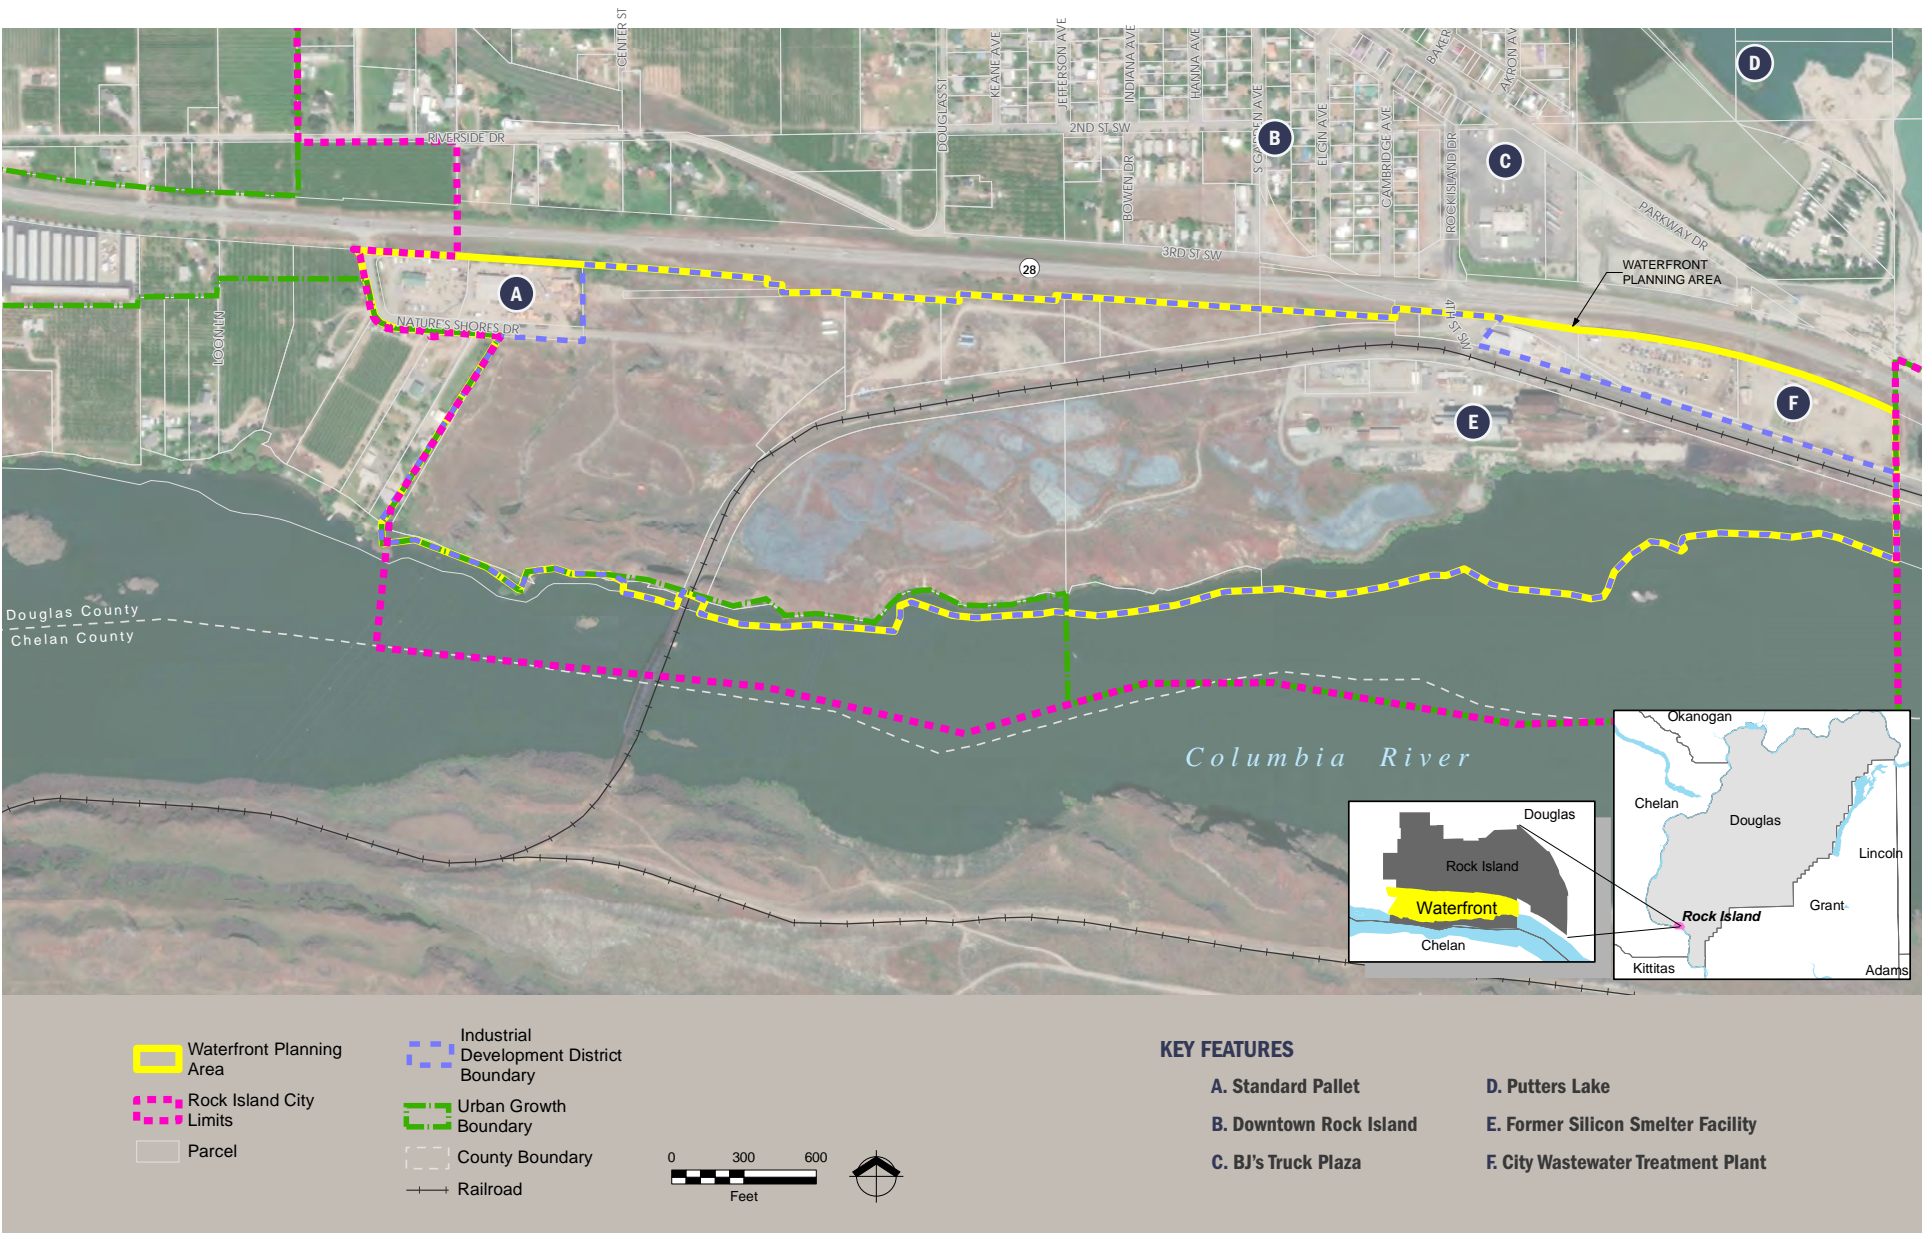 CENTER ST
DOUGLAS ST
KEANE AVE
JEFFERSON AVE
INDIANA AVE
HANNA AVE
S GARDEN AVE
ELGIN AVE
CAMBRIDGE AVE
BAKER
AKRON AV
ROCK ISLAND DR
D
RIVERSIDE DR
2ND ST SW
B
C
BOWEN DR
PARKWAY DR
3RD ST SW
28
WATERFRONT
PLANNING AREA
A
NATURE'S SHORES DR
LOON LN
4TH ST SW
E
F
Douglas County
Chelan County
Columbia River
Okanogan
Chelan
Douglas
Lincoln
Grant
Rock Island
Kittitas
Adams
Douglas
Rock Island
Waterfront
Chelan
Waterfront Planning
Area
Rock Island City
Limits
Parcel
Industrial
Development District
Boundary
Urban Growth
Boundary
County Boundary
Railroad
0 300 600
Feet
KEY FEATURES
A. Standard Pallet
B. Downtown Rock Island
C. BJ's Truck Plaza
D. Putters Lake
E. Former Silicon Smelter Facility
F. City Wastewater Treatment Plant